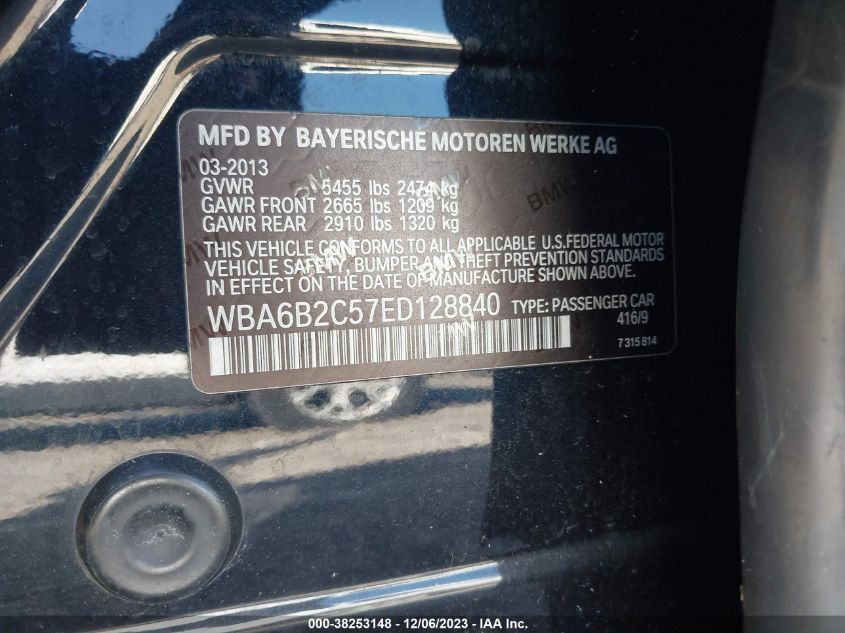 MFD BY BAYERISCHE MOTOREN WERKE AG
03-2013
GVWR 5455 lbs 2474 kg
GAWR FRONT 2665 lbs 1209 kg
GAWR REAR 2910 lbs 1320 kg
THIS VEHICLE CONFORMS TO ALL APPLICABLE U.S.FEDERAL MOTOR
VEHICLE SAFETY, BUMPER AND THEFT PREVENTION STANDARDS
IN EFFECT ON THE DATE OF MANUFACTURE SHOWN ABOVE.
WBA6B2C57ED128840 TYPE: PASSENGER CAR
416/9
7 315 814
000-38253148 - 12/06/2023 - IAA Inc.